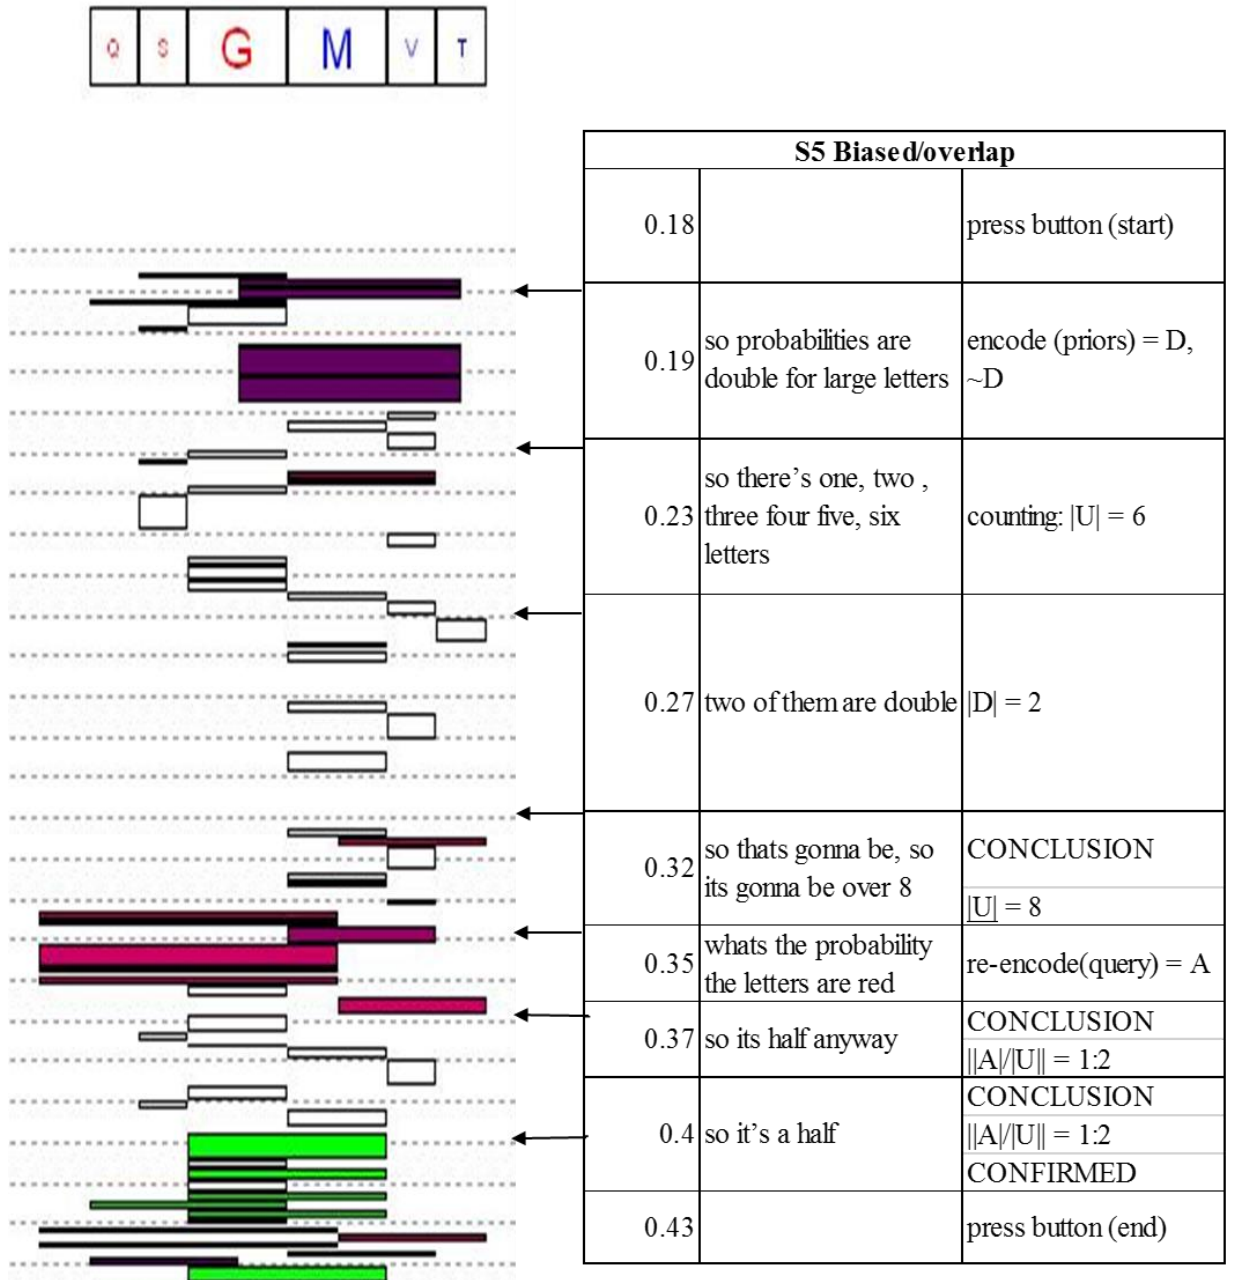 Q S G M V T
S5 Biased/overlap
0.18 press button (start)
0.19 so probabilities are double for large letters encode (priors) = D, ~D
0.23 so there's one, two , three four five, six letters counting: |U| = 6
0.27 two of them are double |D| = 2
0.32 so thats gonna be, so its gonna be over 8 CONCLUSION
|U| = 8
0.35 whats the probability the letters are red re-encode(query) = A
0.37 so its half anyway CONCLUSION
||A|/|U|| = 1:2
0.4 so it's a half CONCLUSION
||A|/|U|| = 1:2
CONFIRMED
0.43 press button (end)